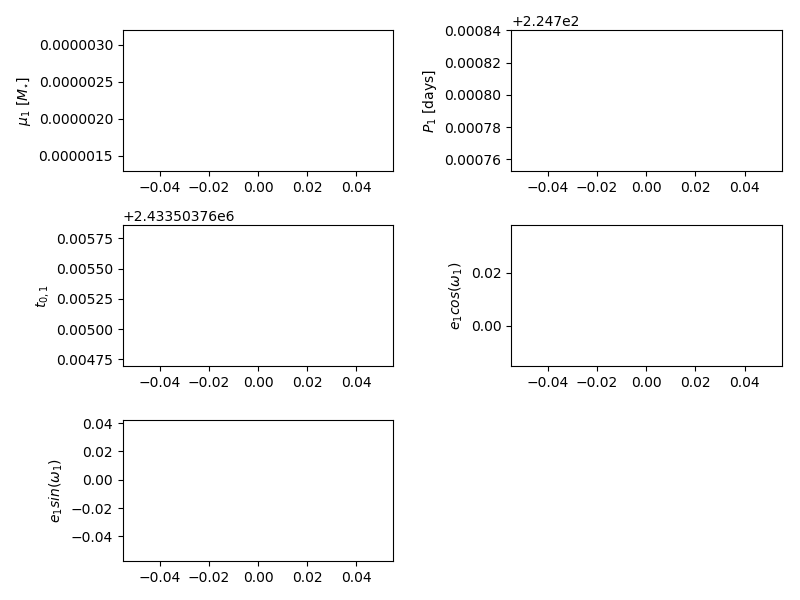 μ₁ [M⋆]
0.0000030
0.0000025
0.0000020
0.0000015
−0.04 −0.02 0.00 0.02 0.04
+2.247e2
P₁ [days]
0.00084
0.00082
0.00080
0.00078
0.00076
−0.04 −0.02 0.00 0.02 0.04
+2.43350376e6
t₀,₁
0.00575
0.00550
0.00525
0.00500
0.00475
−0.04 −0.02 0.00 0.02 0.04
e₁cos(ω₁)
0.02
0.00
−0.04 −0.02 0.00 0.02 0.04
e₁sin(ω₁)
0.04
0.02
0.00
−0.02
−0.04
−0.04 −0.02 0.00 0.02 0.04